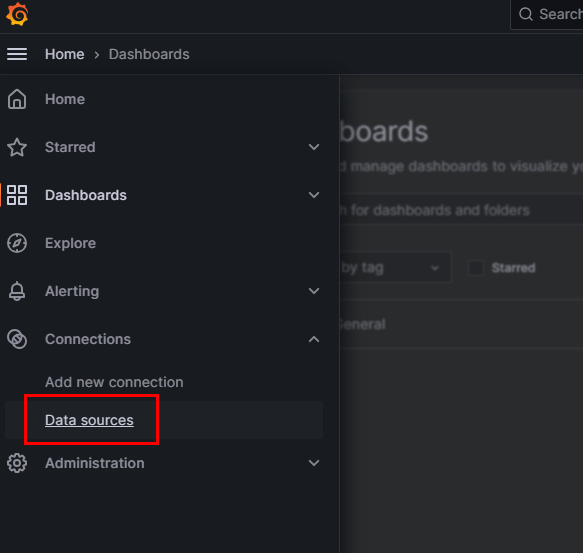 Search
Home › Dashboards
Home
Starred
Dashboards
Explore
Alerting
Connections
Add new connection
Data sources
Administration
boards
d manage dashboards to visualize yo
h for dashboards and folders
by tag
Starred
General